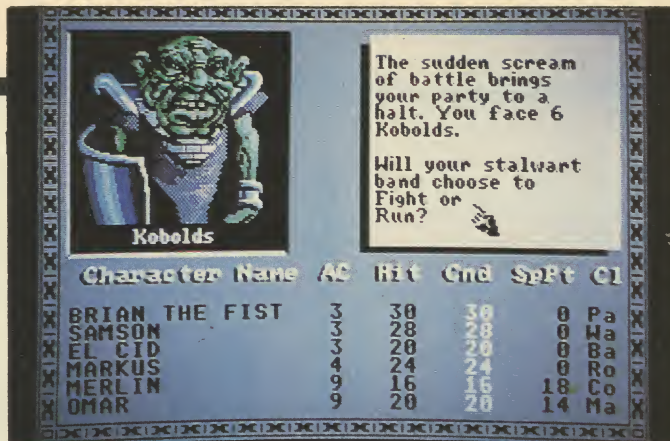 The sudden scream
of battle brings
your party to a
halt. You face 6
Kobolds.
Will your stalwart
band choose to
Fight or
Run?
Kobolds
Character Name AC Hit Cnd SpPt Cl
BRIAN THE FIST 3 30 30 0 Pa
SAMSON 3 28 28 0 Wa
EL CID 3 20 20 0 Ba
MARKUS 4 24 24 0 Ro
MERLIN 9 16 16 18 Co
OMAR 9 20 20 14 Ma